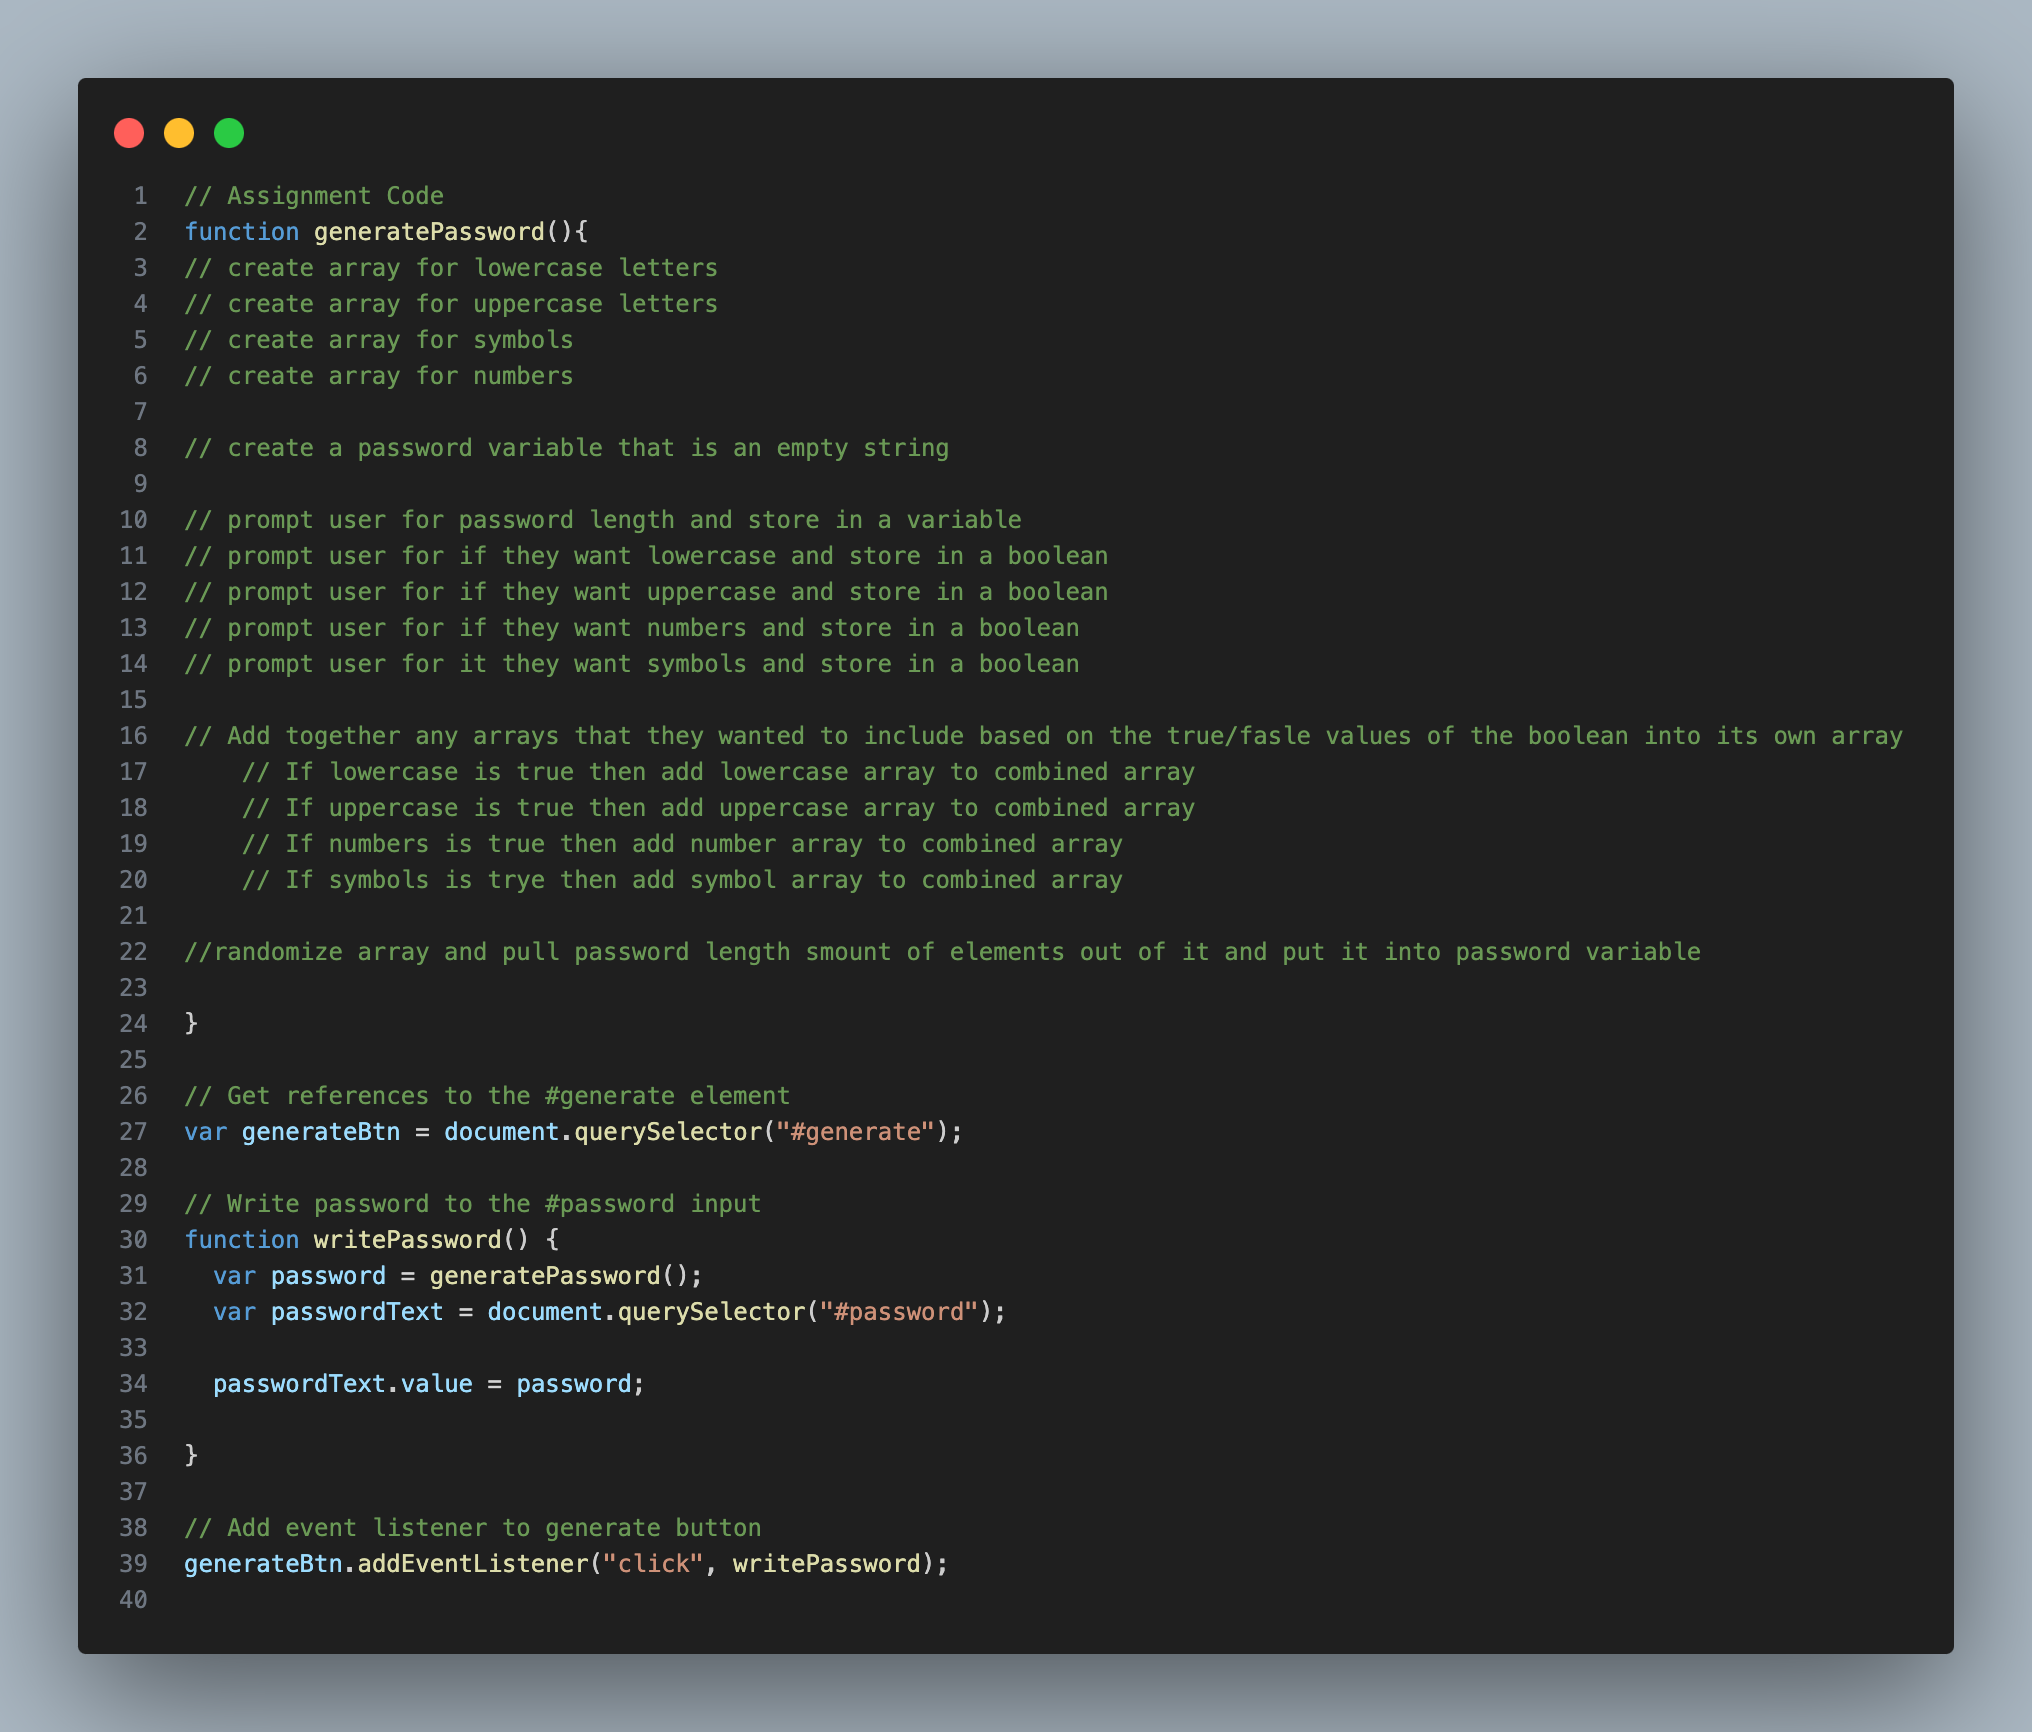 1 // Assignment Code
2 function generatePassword(){
3 // create array for lowercase letters
4 // create array for uppercase letters
5 // create array for symbols
6 // create array for numbers
7
8 // create a password variable that is an empty string
9
10 // prompt user for password length and store in a variable
11 // prompt user for if they want lowercase and store in a boolean
12 // prompt user for if they want uppercase and store in a boolean
13 // prompt user for if they want numbers and store in a boolean
14 // prompt user for it they want symbols and store in a boolean
15
16 // Add together any arrays that they wanted to include based on the true/fasle values of the boolean into its own array
17     // If lowercase is true then add lowercase array to combined array
18     // If uppercase is true then add uppercase array to combined array
19     // If numbers is true then add number array to combined array
20     // If symbols is trye then add symbol array to combined array
21
22 //randomize array and pull password length smount of elements out of it and put it into password variable
23
24 }
25
26 // Get references to the #generate element
27 var generateBtn = document.querySelector("#generate");
28
29 // Write password to the #password input
30 function writePassword() {
31   var password = generatePassword();
32   var passwordText = document.querySelector("#password");
33
34   passwordText.value = password;
35
36 }
37
38 // Add event listener to generate button
39 generateBtn.addEventListener("click", writePassword);
40